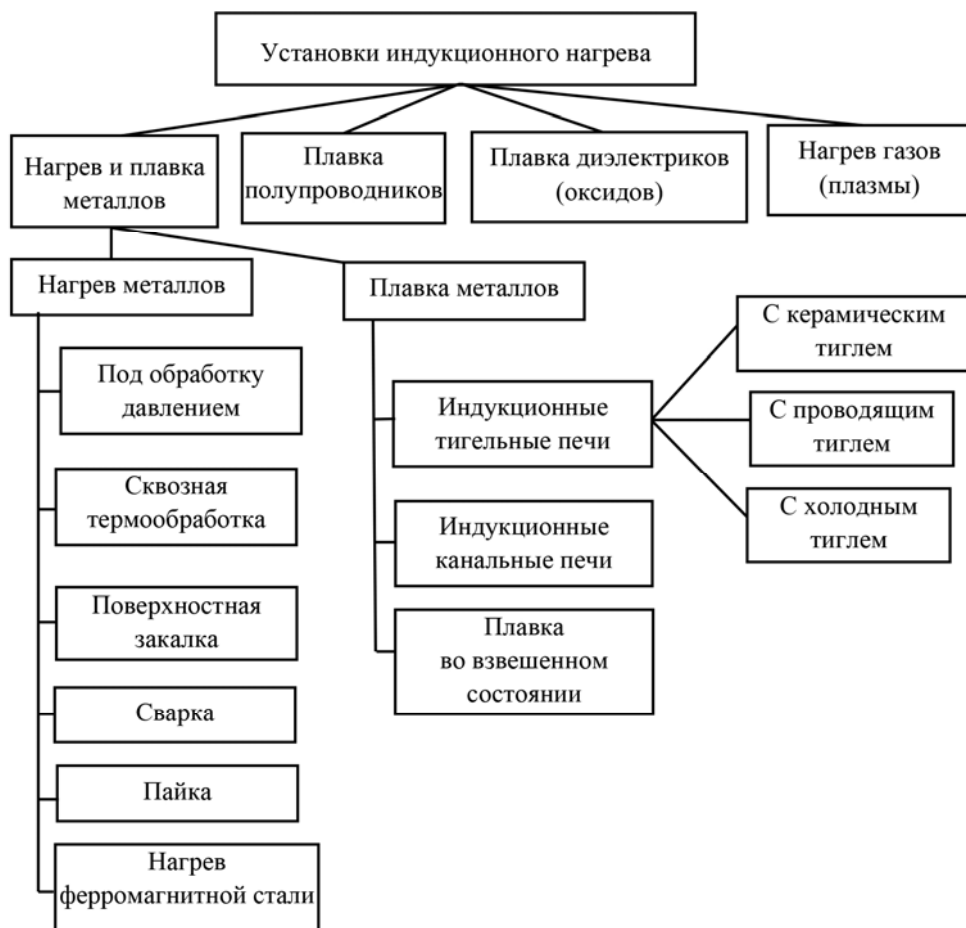 Установки индукционного нагрева
Нагрев и плавка
металлов
Плавка
полупроводников
Плавка диэлектриков
(оксидов)
Нагрев газов
(плазмы)
Нагрев металлов
Плавка металлов
Под обработку
давлением
Сквозная
термообработка
Поверхностная
закалка
Сварка
Пайка
Нагрев
ферромагнитной стали
Индукционные
тигельные печи
Индукционные
канальные печи
Плавка
во взвешенном
состоянии
С керамическим
тиглем
С проводящим
тиглем
С холодным
тиглем